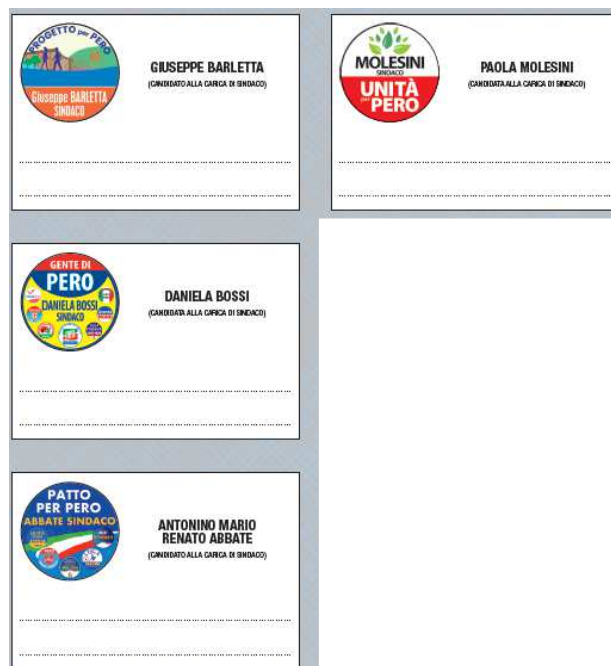 PROGETTO per PERO
Giuseppe BARLETTA
SINDACO
GIUSEPPE BARLETTA
(CANDIDATO ALLA CARICA DI SINDACO)
MOLESINI
SINDACO
UNITÀ
per PERO
PAOLA MOLESINI
(CANDIDATA ALLA CARICA DI SINDACO)
GENTE DI
PERO
DANIELA BOSSI
SINDACO
DANIELA BOSSI
(CANDIDATA ALLA CARICA DI SINDACO)
PATTO
PER PERO
ABBATE SINDACO
ANTONINO MARIO
RENATO ABBATE
(CANDIDATO ALLA CARICA DI SINDACO)